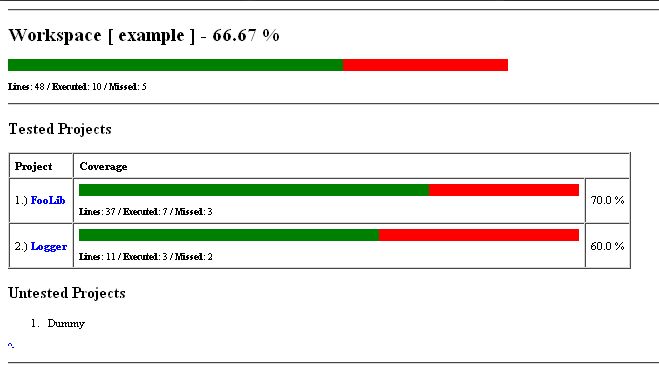 Workspace [ example ] - 66.67 %
Lines: 48 / Executed: 10 / Missed: 5
Tested Projects
Project Coverage
1.) FooLib
Lines: 37 / Executed: 7 / Missed: 3
70.0 %
2.) Logger
Lines: 11 / Executed: 3 / Missed: 2
60.0 %
Untested Projects
1. Dummy
^